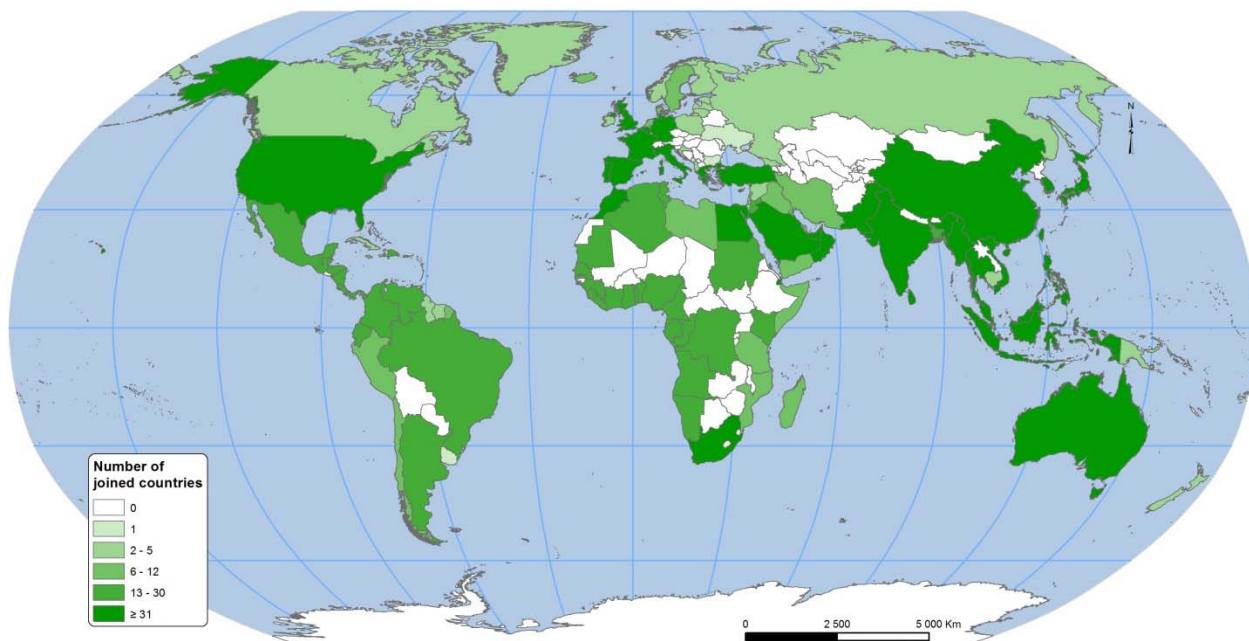 N
Number of
joined countries
0
1
2 - 5
6 - 12
13 - 30
≥ 31
0 2 500 5 000 Km